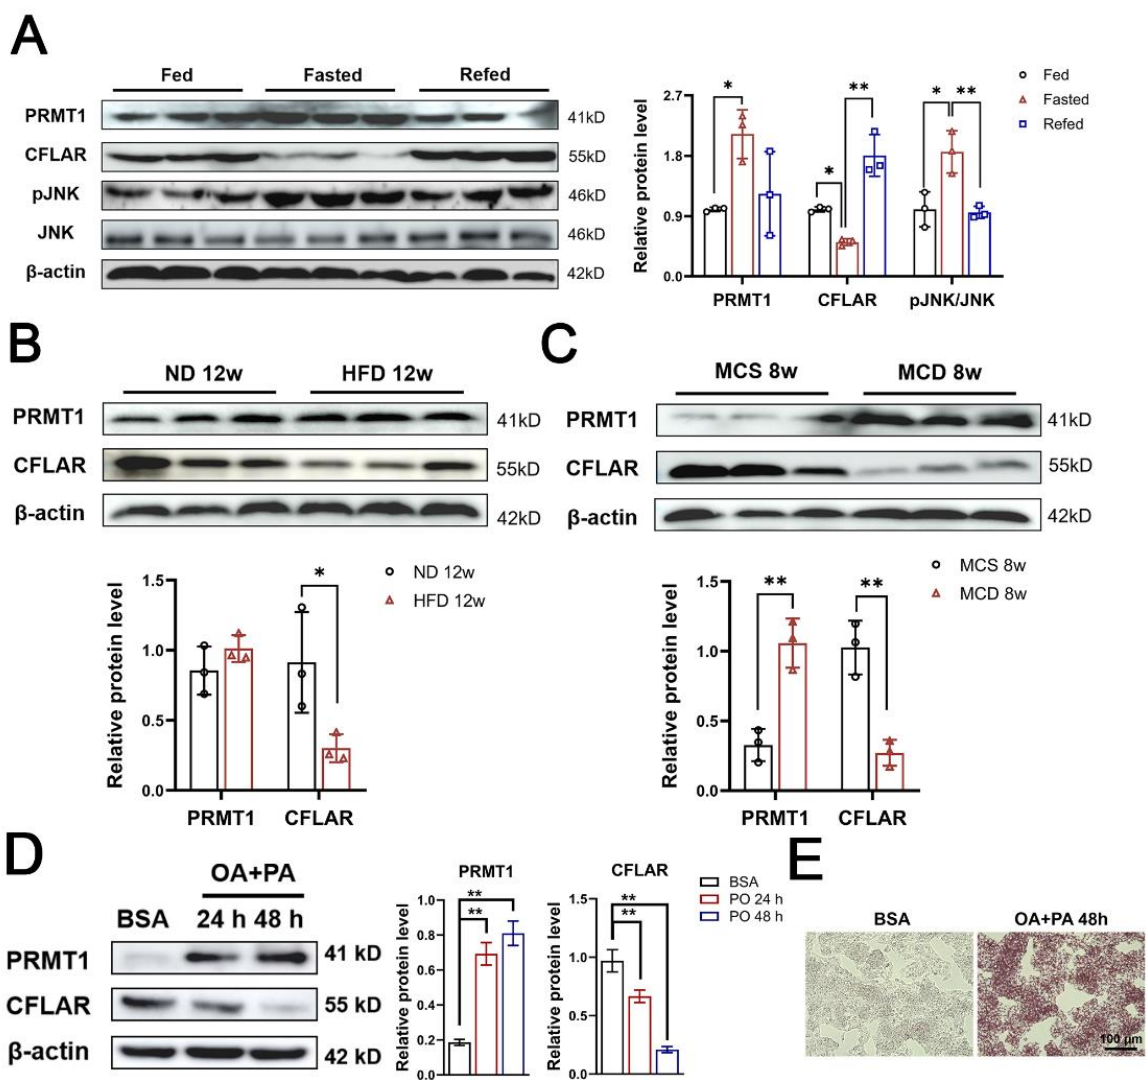 A
Fed Fasted Refed
PRMT1 41kD
CFLAR 55kD
pJNK 46kD
JNK 46kD
β-actin 42kD
Relative protein level
2.7
1.8
0.9
0.0
* * ** * **
PRMT1 CFLAR pJNK/JNK
Fed
Fasted
Refed
B
ND 12w HFD 12w
PRMT1 41kD
CFLAR 55kD
β-actin 42kD
Relative protein level
1.5
1.0
0.5
0.0
*
PRMT1 CFLAR
ND 12w
HFD 12w
C
MCS 8w MCD 8w
PRMT1 41kD
CFLAR 55kD
β-actin 42kD
Relative protein level
1.5
1.0
0.5
0.0
** **
PRMT1 CFLAR
MCS 8w
MCD 8w
D
OA+PA
BSA 24 h 48 h
PRMT1 41 kD
CFLAR 55 kD
β-actin 42 kD
PRMT1
Relative protein level
1.0
0.8
0.6
0.4
0.2
0.0
**
**
CFLAR
Relative protein level
1.5
1.0
0.5
0.0
**
**
BSA
PO 24 h
PO 48 h
E
BSA OA+PA 48h
100 μm